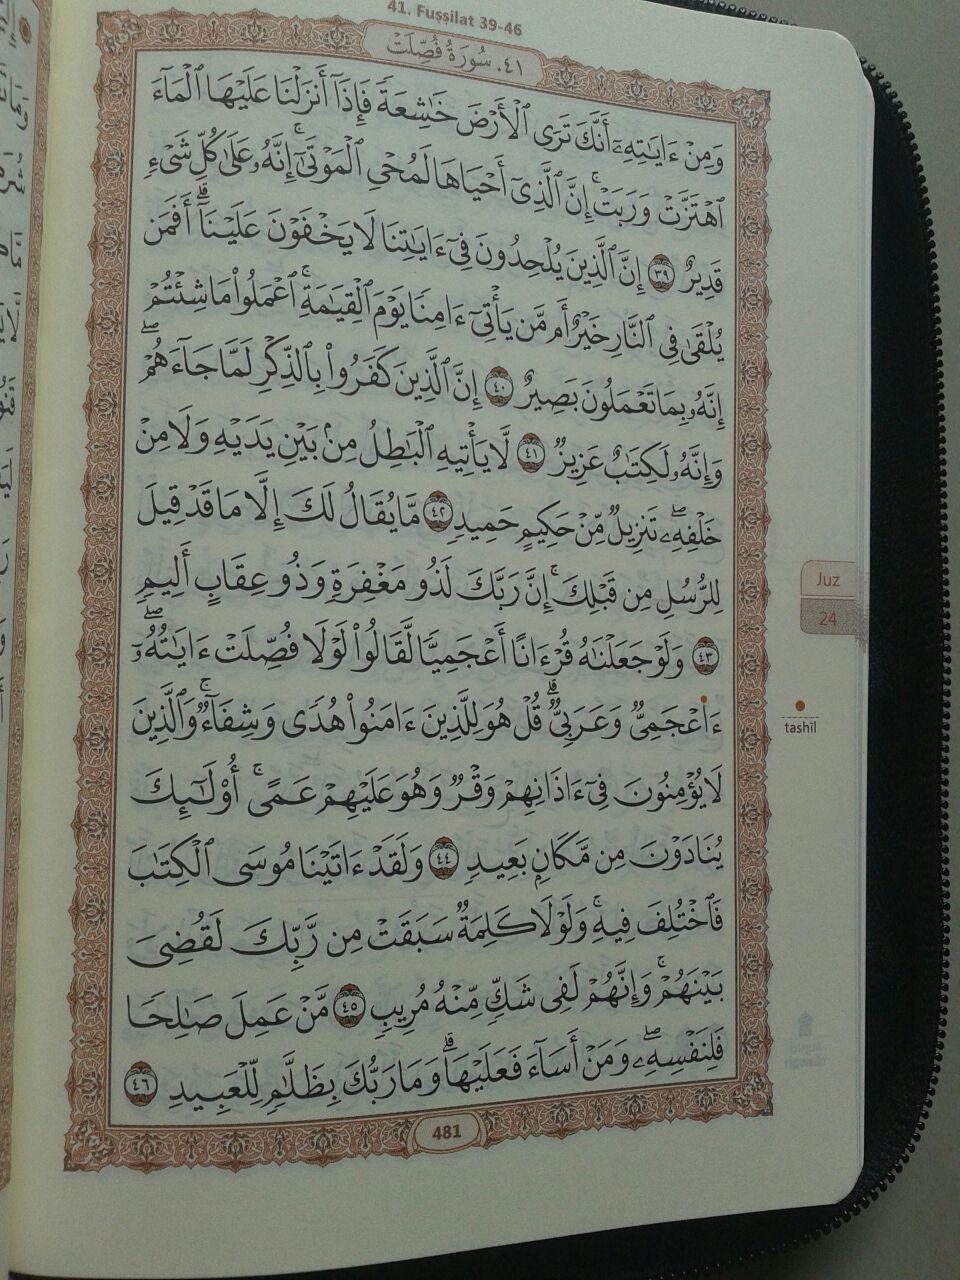 41. Fuṣṣilat 39-46
٤١. سُورَةُ فُصِّلَتْ
وَمِنْ ءَايَٰتِهِۦٓ أَنَّكَ تَرَى ٱلْأَرْضَ خَٰشِعَةً فَإِذَآ أَنزَلْنَا عَلَيْهَا ٱلْمَآءَ
ٱهْتَزَّتْ وَرَبَتْ ۚ إِنَّ ٱلَّذِىٓ أَحْيَاهَا لَمُحْىِ ٱلْمَوْتَىٰٓ ۚ إِنَّهُۥ عَلَىٰ كُلِّ شَىْءٍ
قَدِيرٌ ٣٩ إِنَّ ٱلَّذِينَ يُلْحِدُونَ فِىٓ ءَايَٰتِنَا لَا يَخْفَوْنَ عَلَيْنَآ ۗ أَفَمَن
يُلْقَىٰ فِى ٱلنَّارِ خَيْرٌ أَم مَّن يَأْتِىٓ ءَامِنًا يَوْمَ ٱلْقِيَٰمَةِ ۚ ٱعْمَلُوا۟ مَا شِئْتُمْ ۖ
إِنَّهُۥ بِمَا تَعْمَلُونَ بَصِيرٌ ٤٠ إِنَّ ٱلَّذِينَ كَفَرُوا۟ بِٱلذِّكْرِ لَمَّا جَآءَهُمْ ۖ
وَإِنَّهُۥ لَكِتَٰبٌ عَزِيزٌ ٤١ لَّا يَأْتِيهِ ٱلْبَٰطِلُ مِنۢ بَيْنِ يَدَيْهِ وَلَا مِنْ
خَلْفِهِۦ ۖ تَنزِيلٌ مِّنْ حَكِيمٍ حَمِيدٍ ٤٢ مَّا يُقَالُ لَكَ إِلَّا مَا قَدْ قِيلَ
لِلرُّسُلِ مِن قَبْلِكَ ۚ إِنَّ رَبَّكَ لَذُو مَغْفِرَةٍ وَذُو عِقَابٍ أَلِيمٍ
٤٣ وَلَوْ جَعَلْنَٰهُ قُرْءَانًا أَعْجَمِيًّا لَّقَالُوا۟ لَوْلَا فُصِّلَتْ ءَايَٰتُهُۥٓ ۖ
ءَا۬عْجَمِىٌّ وَعَرَبِىٌّ ۗ قُلْ هُوَ لِلَّذِينَ ءَامَنُوا۟ هُدًى وَشِفَآءٌ ۚ وَٱلَّذِينَ
لَا يُؤْمِنُونَ فِىٓ ءَاذَانِهِمْ وَقْرٌ وَهُوَ عَلَيْهِمْ عَمًى ۚ أُو۟لَٰٓئِكَ
يُنَادَوْنَ مِن مَّكَانٍۭ بَعِيدٍ ٤٤ وَلَقَدْ ءَاتَيْنَا مُوسَى ٱلْكِتَٰبَ
فَٱخْتُلِفَ فِيهِ ۚ وَلَوْلَا كَلِمَةٌ سَبَقَتْ مِن رَّبِّكَ لَقُضِىَ
بَيْنَهُمْ ۚ وَإِنَّهُمْ لَفِى شَكٍّ مِّنْهُ مُرِيبٍ ٤٥ مَّنْ عَمِلَ صَٰلِحًا
فَلِنَفْسِهِۦ ۖ وَمَنْ أَسَآءَ فَعَلَيْهَا ۗ وَمَا رَبُّكَ بِظَلَّٰمٍ لِّلْعَبِيدِ ٤٦
481
Juz
24
tashil